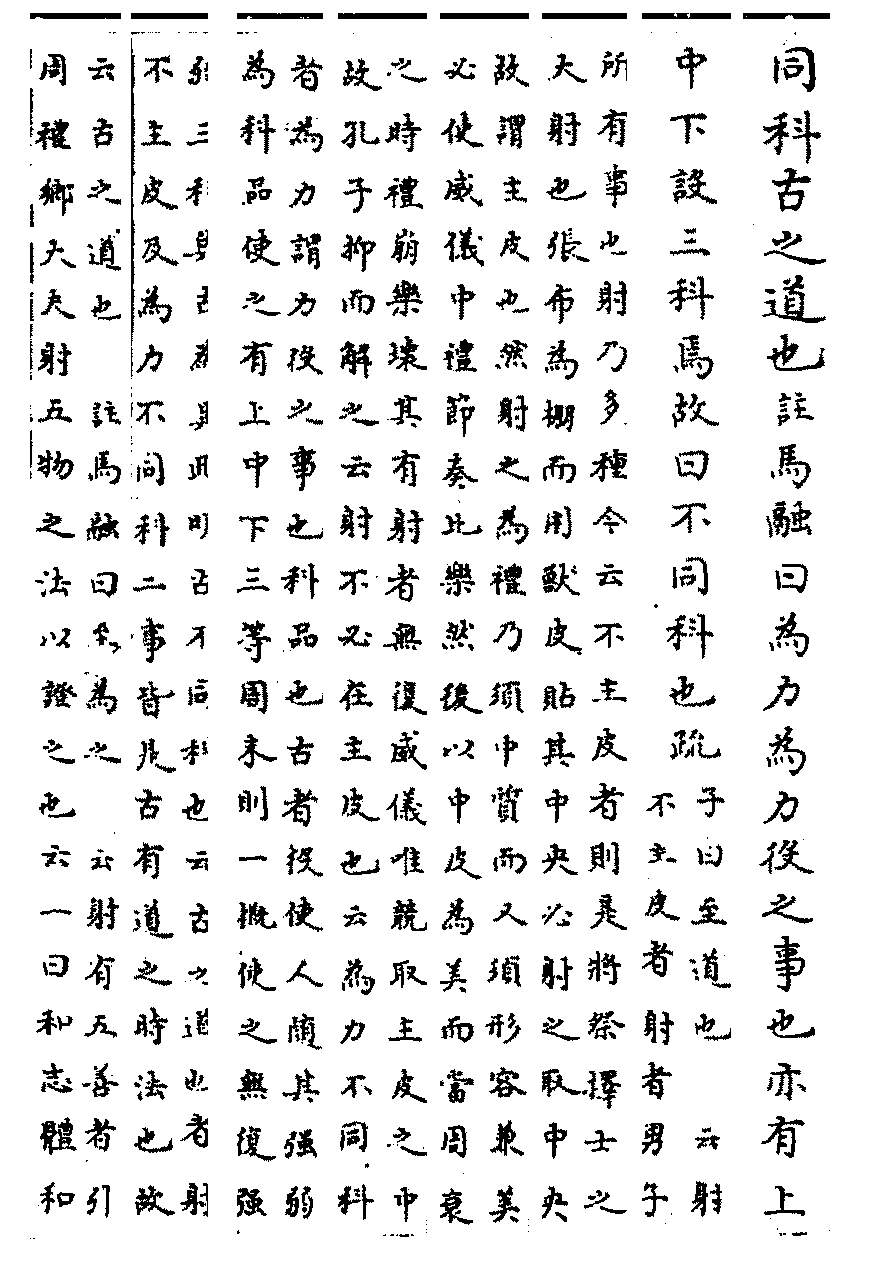 同科古之道也註馬融曰為力為力役之事也亦有上
中下設三科焉故曰不同科也疏
子曰至道也　云射
不主皮者射者男子
所有事也射乃多種今云不主皮者則是將祭擇士之
大射也張布為棚而用獸皮貼其中央必射之取中央
故謂主皮也然射之為禮乃須中質而又須形容兼美
必使威儀中禮節奏比樂然後以中皮為美而當周衰
之時禮崩樂壞其有射者無復威儀唯競取主皮之中
故孔子抑而解之云射不必在主皮也云為力不同科
者為力謂力役之事也科品也古者役使人隨其強弱
為科品使之有上中下三等周末則一概使之無復強
弱三科與古為異此明古不同科也云古之道也者射
不主皮及為力不同科二事皆是古有道之時法也故
云古之道也　註馬融曰至為之　云射有五善者引
周禮鄉大夫射五物之法以證之也云一曰和志體和